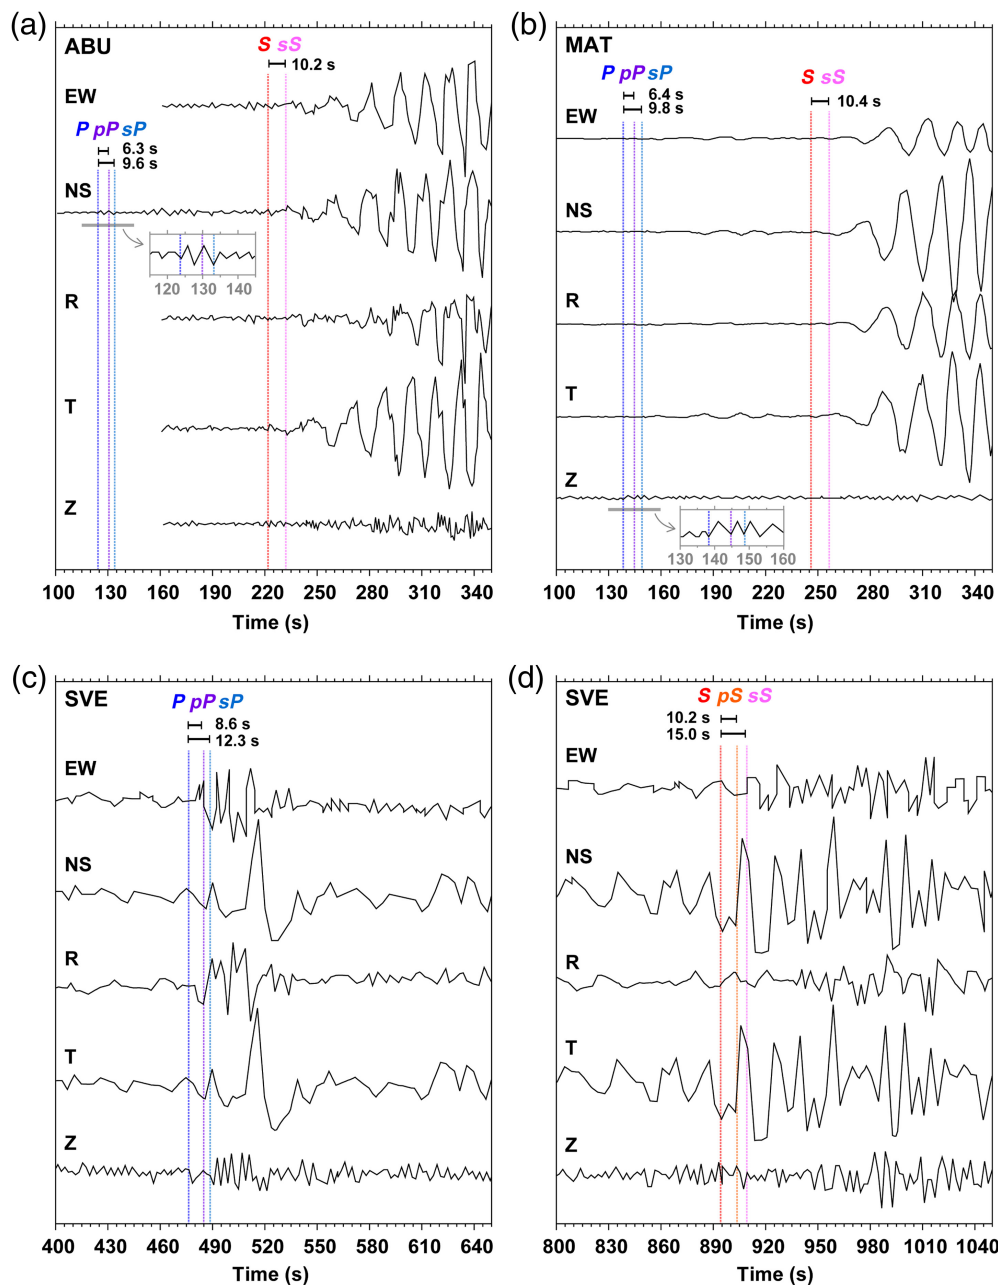 (a)
ABU
S sS
10.2 s
EW
P pP sP
6.3 s
9.6 s
NS
120 130 140
R
T
Z
100 130 160 190 220 250 280 310 340
Time (s)
(b)
MAT
P pP sP
6.4 s
9.8 s
S sS
10.4 s
EW
NS
R
T
Z
130 140 150 160
100 130 160 190 220 250 280 310 340
Time (s)
(c)
SVE
P pP sP
8.6 s
12.3 s
EW
NS
R
T
Z
400 430 460 490 520 550 580 610 640
Time (s)
(d)
SVE
S pS sS
10.2 s
15.0 s
EW
NS
R
T
Z
800 830 860 890 920 950 980 1010 1040
Time (s)